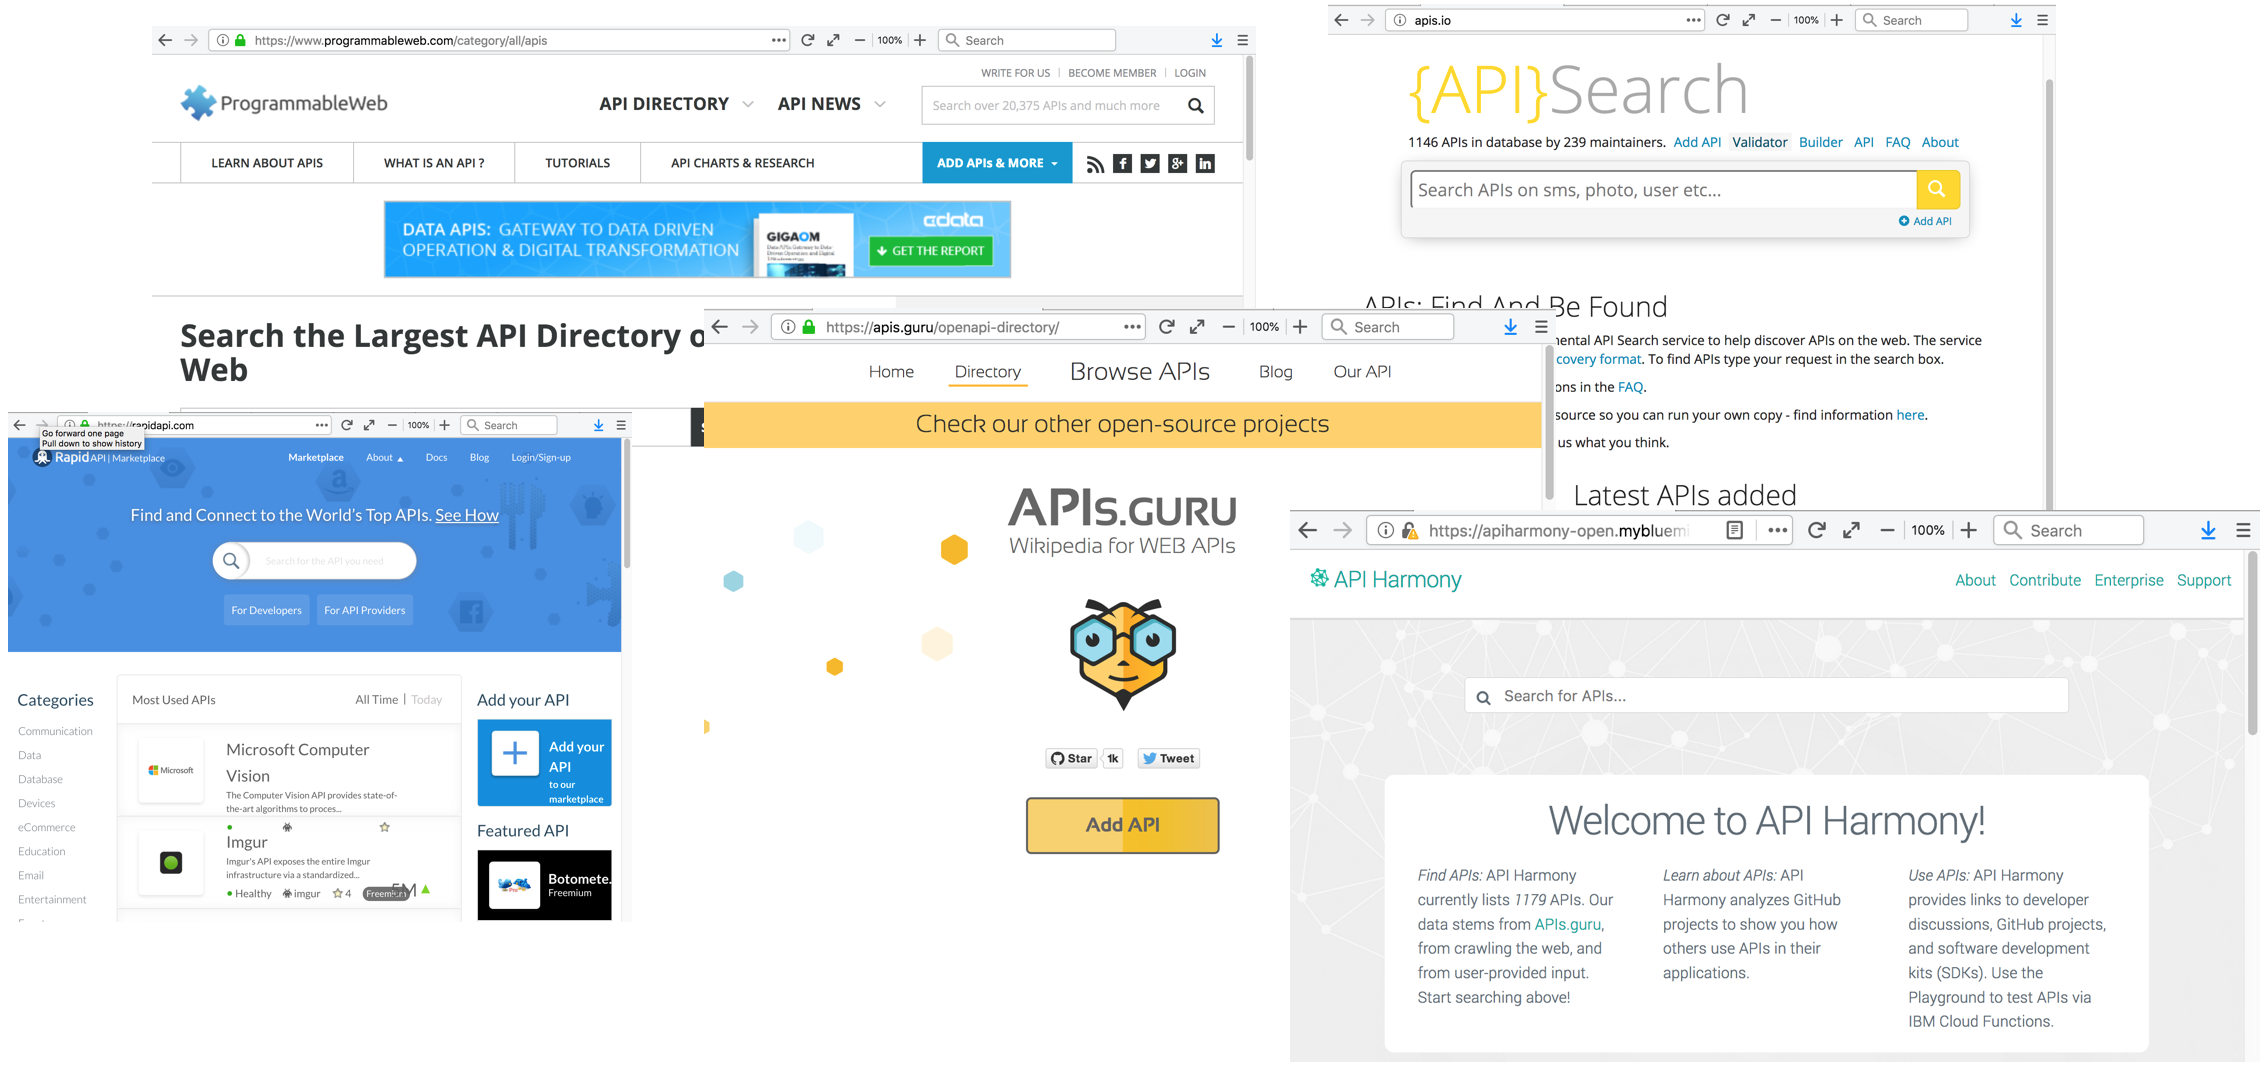 https://www.programmableweb.com/category/all/apis
100%
Search
WRITE FOR US | BECOME MEMBER | LOGIN
ProgrammableWeb
API DIRECTORY
API NEWS
Search over 20,375 APIs and much more
LEARN ABOUT APIS
WHAT IS AN API ?
TUTORIALS
API CHARTS & RESEARCH
ADD APIs & MORE
DATA APIS: GATEWAY TO DATA DRIVEN
OPERATION & DIGITAL TRANSFORMATION
GIGAOM
cdata
GET THE REPORT
Search the Largest API Directory o
Web
apis.io
100%
Search
{API}Search
1146 APIs in database by 239 maintainers. Add API Validator Builder API FAQ About
Search APIs on sms, photo, user etc...
Add API
APIs: Find And Be Found
mental API Search service to help discover APIs on the web. The service
covery format. To find APIs type your request in the search box.
ons in the FAQ.
source so you can run your own copy - find information here.
us what you think.
Latest APIs added
https://apis.guru/openapi-directory/
100%
Search
Home
Directory
Browse APIs
Blog
Our API
Check our other open-source projects
APIs.GURU
Wikipedia for WEB APIs
Star
1k
Tweet
Add API
https://rapidapi.com
100%
Search
Go forward one page
Pull down to show history
RapidAPI | Marketplace
Marketplace
About
Docs
Blog
Login/Sign-up
Find and Connect to the World's Top APIs. See How
Search for the API you need
For Developers
For API Providers
Categories
Communication
Data
Database
Devices
eCommerce
Education
Email
Entertainment
Most Used APIs
All Time | Today
Microsoft
Microsoft Computer
Vision
The Computer Vision API provides state-of-
the-art algorithms to proces...
Imgur
Imgur's API exposes the entire Imgur
infrastructure via a standardized...
Healthy
imgur
4
Freemium
5M
Add your API
Add your
API
to our
marketplace
Featured API
Botomete.
Freemium
https://apiharmony-open.mybluemi
100%
Search
API Harmony
About
Contribute
Enterprise
Support
Search for APIs...
Welcome to API Harmony!
Find APIs: API Harmony
currently lists 1179 APIs. Our
data stems from APIs.guru,
from crawling the web, and
from user-provided input.
Start searching above!
Learn about APIs: API
Harmony analyzes GitHub
projects to show you how
others use APIs in their
applications.
Use APIs: API Harmony
provides links to developer
discussions, GitHub projects,
and software development
kits (SDKs). Use the
Playground to test APIs via
IBM Cloud Functions.